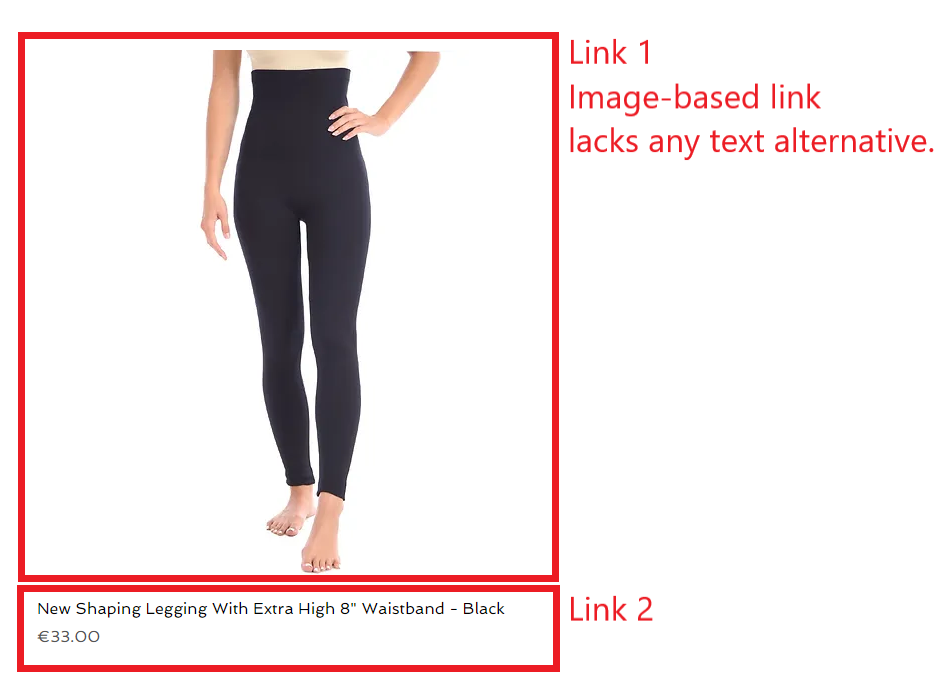 Link 1
Image-based link
lacks any text alternative.
New Shaping Legging With Extra High 8" Waistband - Black
€33.00
Link 2